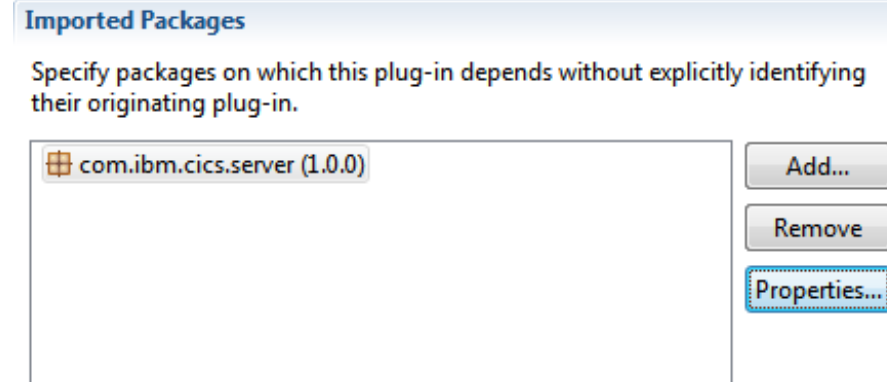 Imported Packages
Specify packages on which this plug-in depends without explicitly identifying
their originating plug-in.
com.ibm.cics.server (1.0.0)
Add...
Remove
Properties...